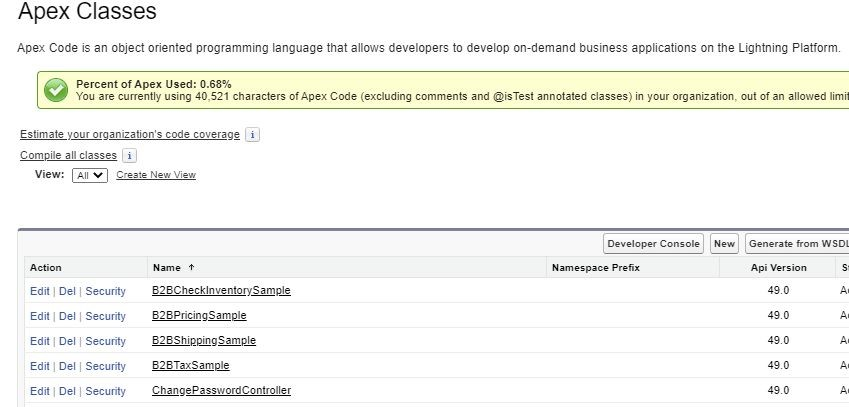 Apex Classes
Apex Code is an object oriented programming language that allows developers to develop on-demand business applications on the Lightning Platform.
Percent of Apex Used: 0.68%
You are currently using 40,521 characters of Apex Code (excluding comments and @isTest annotated classes) in your organization, out of an allowed limit
Estimate your organization's code coverage i
Compile all classes i
View: All Create New View
Developer Console New Generate from WSDL
Action Name ↑ Namespace Prefix Api Version
Edit | Del | Security B2BCheckInventorySample 49.0
Edit | Del | Security B2BPricingSample 49.0
Edit | Del | Security B2BShippingSample 49.0
Edit | Del | Security B2BTaxSample 49.0
Edit | Del | Security ChangePasswordController 49.0